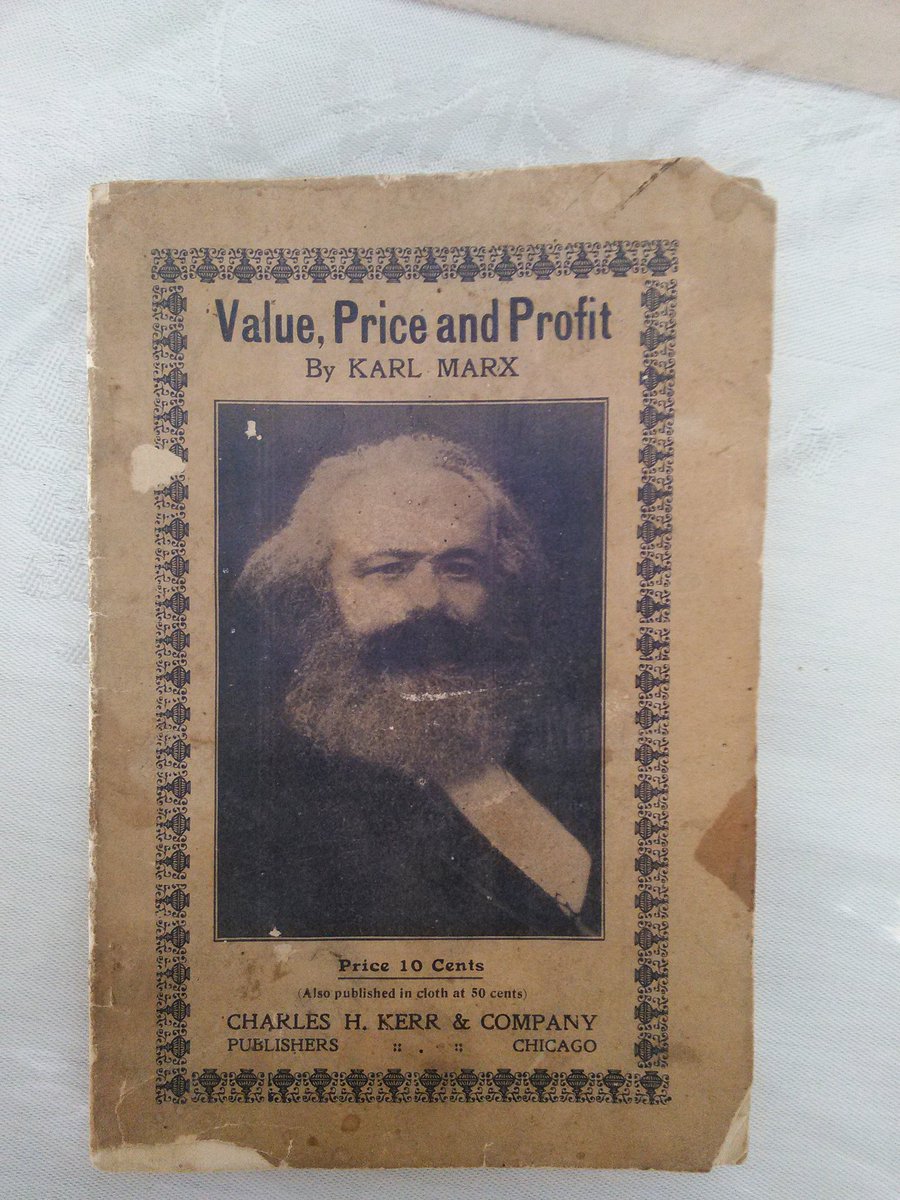 Value, Price and Profit
By KARL MARX
Price 10 Cents
(Also published in cloth at 50 cents)
CHARLES H. KERR & COMPANY
PUBLISHERS :: . :: CHICAGO